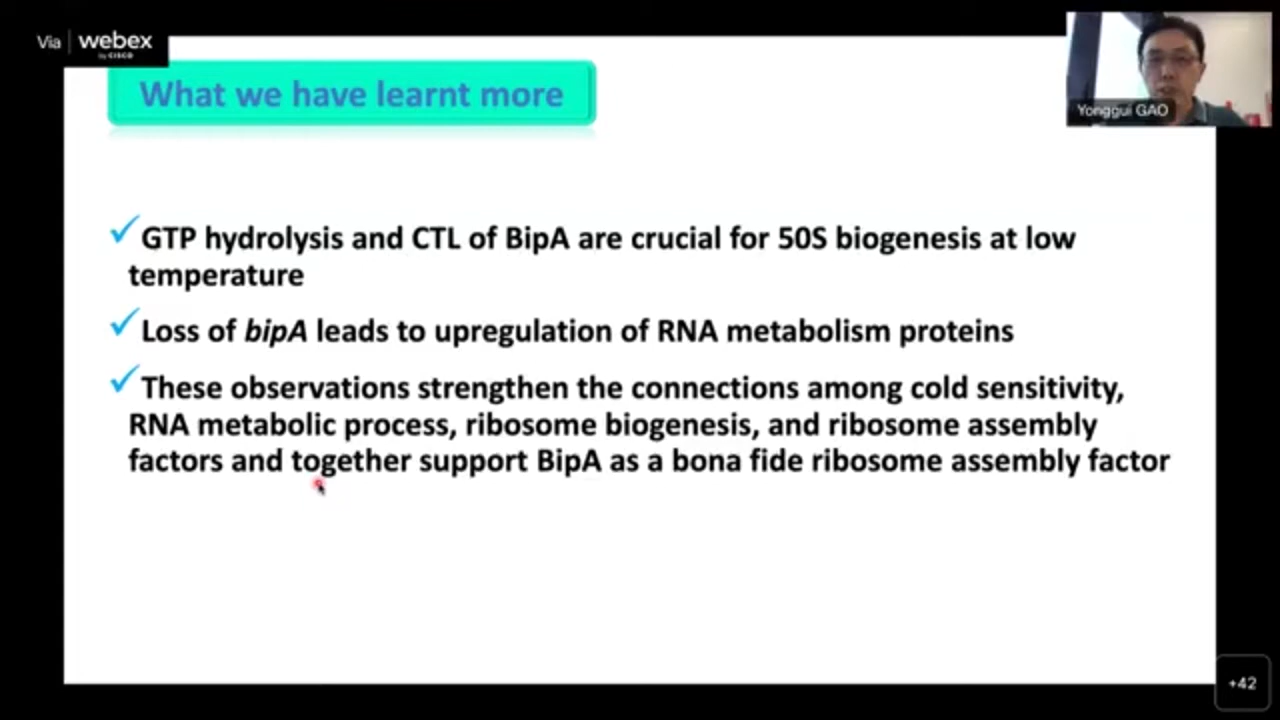 Via webex
by CISCO
Yonggui GAO
What we have learnt more
✓GTP hydrolysis and CTL of BipA are crucial for 50S biogenesis at low
temperature
✓Loss of bipA leads to upregulation of RNA metabolism proteins
✓These observations strengthen the connections among cold sensitivity,
RNA metabolic process, ribosome biogenesis, and ribosome assembly
factors and together support BipA as a bona fide ribosome assembly factor
+42